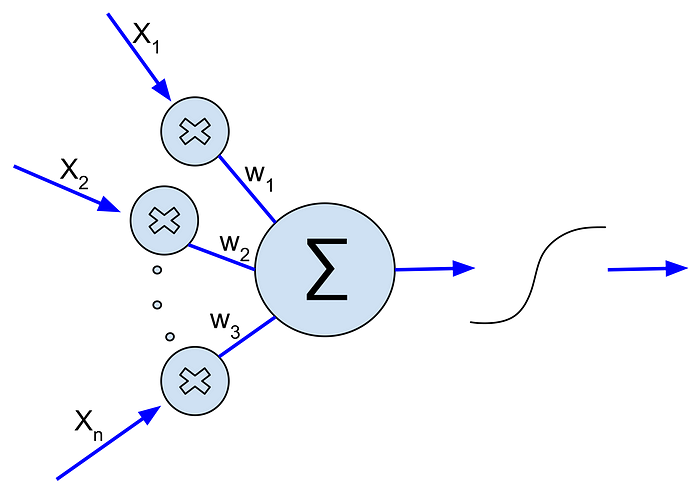 X₁
w₁
X₂
w₂
Σ
w₃
Xₙ